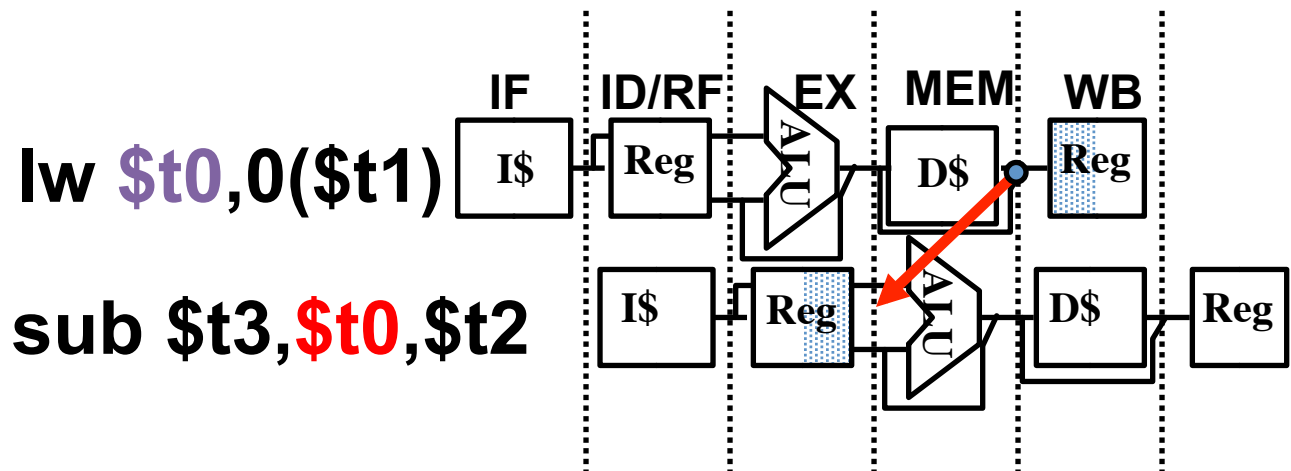 IF ID/RF EX MEM WB
lw $t0,0($t1) I$ Reg ALU D$ Reg
sub $t3,$t0,$t2 I$ Reg ALU D$ Reg